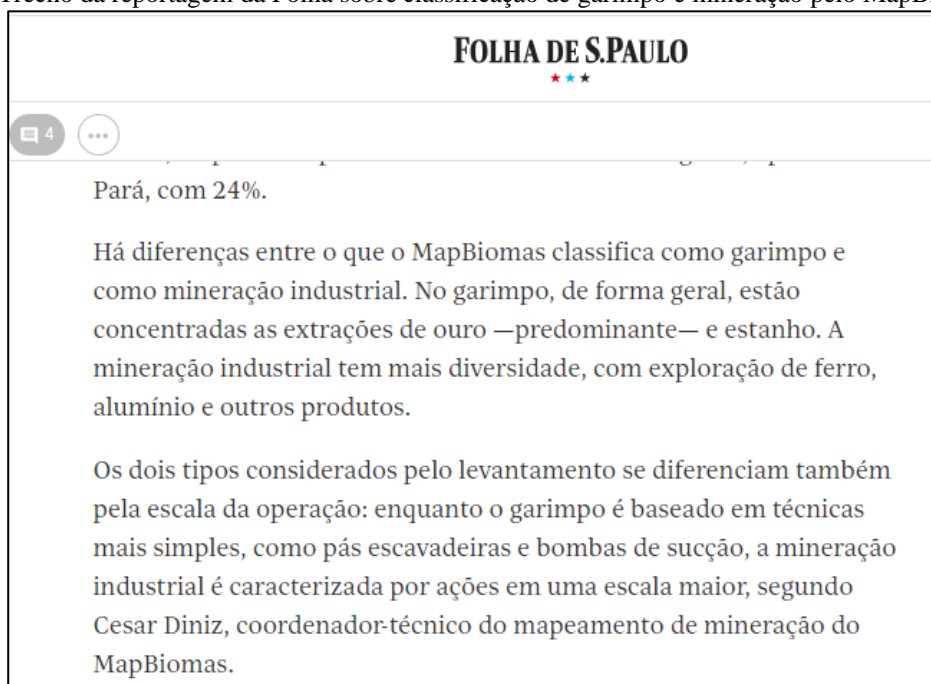 FOLHA DE S.PAULO
4
Pará, com 24%.
Há diferenças entre o que o MapBiomas classifica como garimpo e
como mineração industrial. No garimpo, de forma geral, estão
concentradas as extrações de ouro —predominante— e estanho. A
mineração industrial tem mais diversidade, com exploração de ferro,
alumínio e outros produtos.
Os dois tipos considerados pelo levantamento se diferenciam também
pela escala da operação: enquanto o garimpo é baseado em técnicas
mais simples, como pás escavadeiras e bombas de sucção, a mineração
industrial é caracterizada por ações em uma escala maior, segundo
Cesar Diniz, coordenador-técnico do mapeamento de mineração do
MapBiomas.